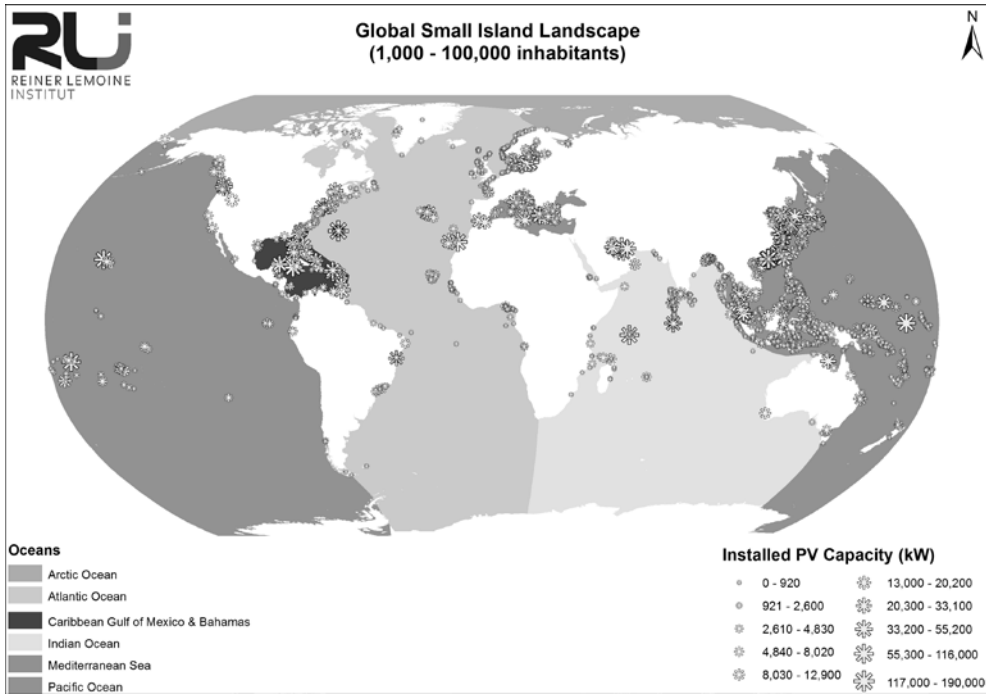 RLI
REINER LEMOINE
INSTITUT
Global Small Island Landscape
(1,000 - 100,000 inhabitants)
N
Oceans
Arctic Ocean
Atlantic Ocean
Caribbean Gulf of Mexico & Bahamas
Indian Ocean
Mediterranean Sea
Pacific Ocean
Installed PV Capacity (kW)
0 - 920
921 - 2,600
2,610 - 4,830
4,840 - 8,020
8,030 - 12,900
13,000 - 20,200
20,300 - 33,100
33,200 - 55,200
55,300 - 116,000
117,000 - 190,000